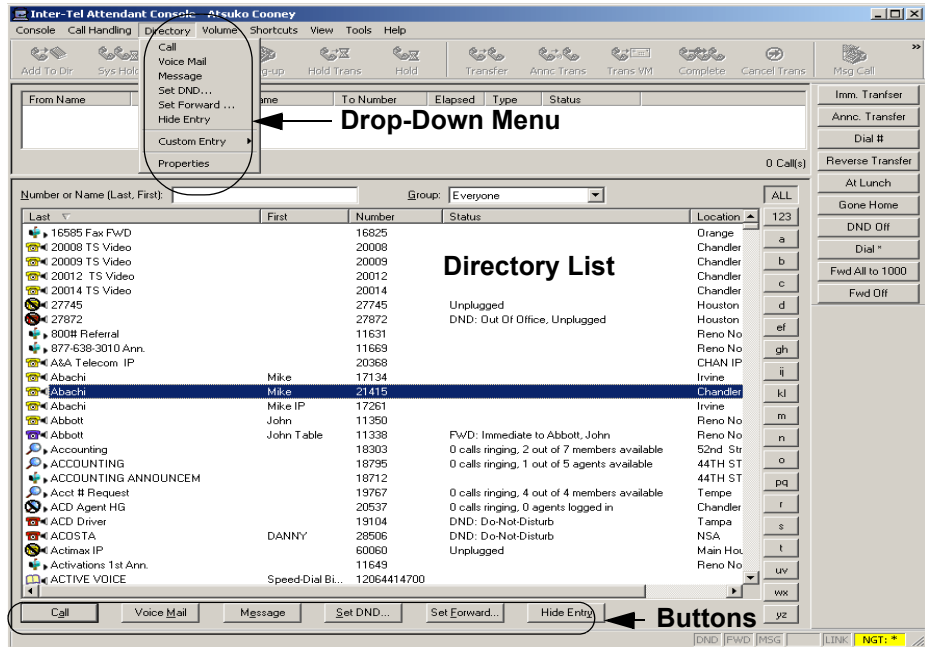 Inter-Tel Attendant Console - Atsuko Cooney
Console Call Handling Directory Volume Shortcuts View Tools Help
Add To Dir Sys Hold g-up Hold Trans Hold Transfer Annc Trans Trans VM Complete Cancel Trans Msg Call »
Call
Voice Mail
Message
Set DND...
Set Forward ...
Hide Entry
Custom Entry
Properties
From Name ame To Number Elapsed Type Status
Drop-Down Menu
0 Call(s)
Imm. Tranfser
Annc. Transfer
Dial #
Reverse Transfer
At Lunch
Gone Home
DND Off
Dial *
Fwd All to 1000
Fwd Off
Number or Name (Last, First): Group: Everyone ALL
Last First Number Status Location
16585 Fax FWD 16825 Orange
20008 TS Video 20008 Chandler
20009 TS Video 20009 Chandler
20012 TS Video 20012 Chandler
20014 TS Video 20014 Chandler
Directory List
27745 27745 Unplugged Houston
27872 27872 DND: Out Of Office, Unplugged Houston
800# Referral 11631 Reno No
877-638-3010 Ann. 11669 Reno No
A&A Telecom IP 20368 CHAN IP
Abachi Mike 17134 Irvine
Abachi Mike 21415 Chandler
Abachi Mike IP 17261 Irvine
Abbott John 11350 Reno No
Abbott John Table 11338 FWD: Immediate to Abbott, John Reno No
Accounting 18303 0 calls ringing, 2 out of 7 members available 52nd Str
ACCOUNTING 18795 0 calls ringing, 1 out of 5 agents available 44TH ST
ACCOUNTING ANNOUNCEM 18712 44TH ST
Acct # Request 19767 0 calls ringing, 4 out of 4 members available Tempe
ACD Agent HG 20537 0 calls ringing, 0 agents logged in Chandler
ACD Driver 19104 DND: Do-Not-Disturb Tampa
ACOSTA DANNY 28506 DND: Do-Not-Disturb NSA
Actimax IP 60060 Unplugged Main Hou
Activations 1st Ann. 11649 Reno No
ACTIVE VOICE Speed-Dial Bi... 12064414700
123
a
b
c
d
ef
gh
ij
kl
m
n
o
pq
r
s
t
uv
wx
yz
Call Voice Mail Message Set DND... Set Forward... Hide Entry
Buttons
DND FWD MSG LINK NGT: *